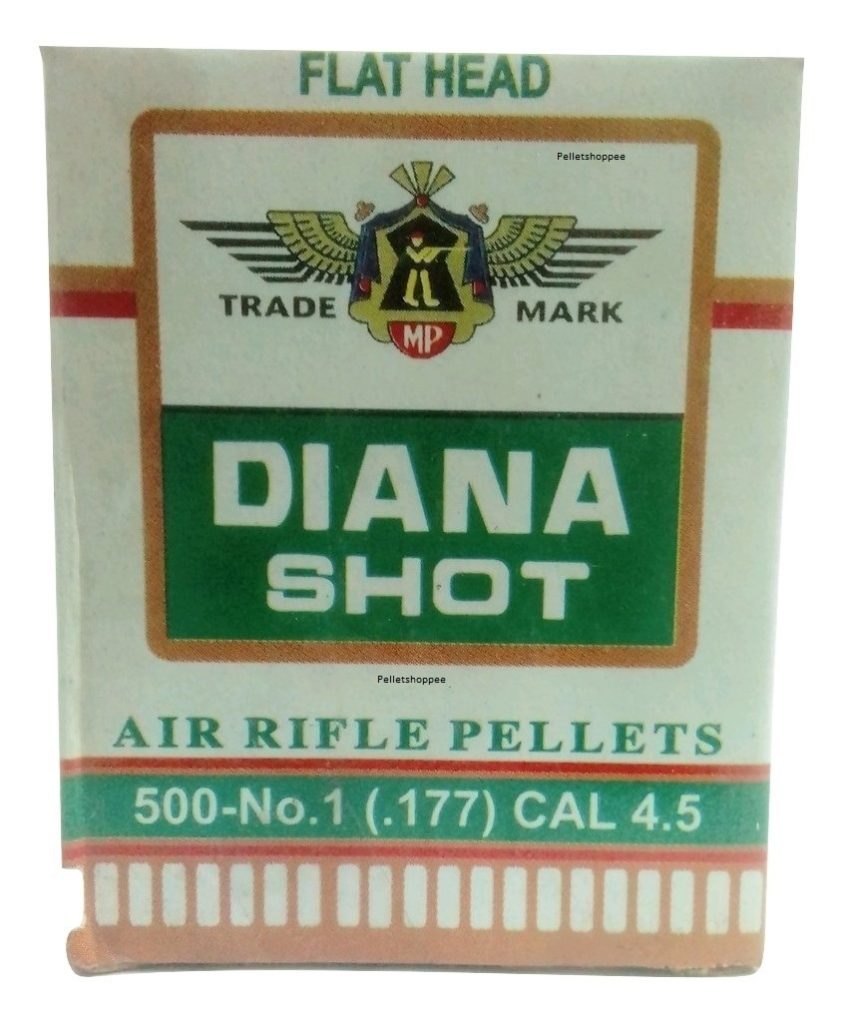 FLAT HEAD
Pelletshoppee
TRADE MARK
MP
DIANA
SHOT
Pelletshoppee
AIR RIFLE PELLETS
500-No.1 (.177) CAL 4.5